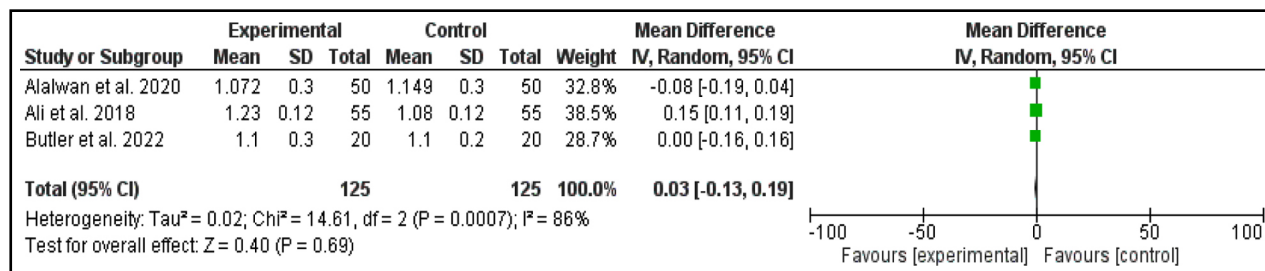 Experimental Control Mean Difference Mean Difference
Study or Subgroup Mean SD Total Mean SD Total Weight IV, Random, 95% CI IV, Random, 95% CI
Alalwan et al. 2020 1.072 0.3 50 1.149 0.3 50 32.8% -0.08 [-0.19, 0.04]
Ali et al. 2018 1.23 0.12 55 1.08 0.12 55 38.5% 0.15 [0.11, 0.19]
Butler et al. 2022 1.1 0.3 20 1.1 0.2 20 28.7% 0.00 [-0.16, 0.16]
Total (95% CI) 125 125 100.0% 0.03 [-0.13, 0.19]
Heterogeneity: Tau² = 0.02; Chi² = 14.61, df = 2 (P = 0.0007); I² = 86%
Test for overall effect: Z = 0.40 (P = 0.69)
-100 -50 0 50 100
Favours [experimental] Favours [control]